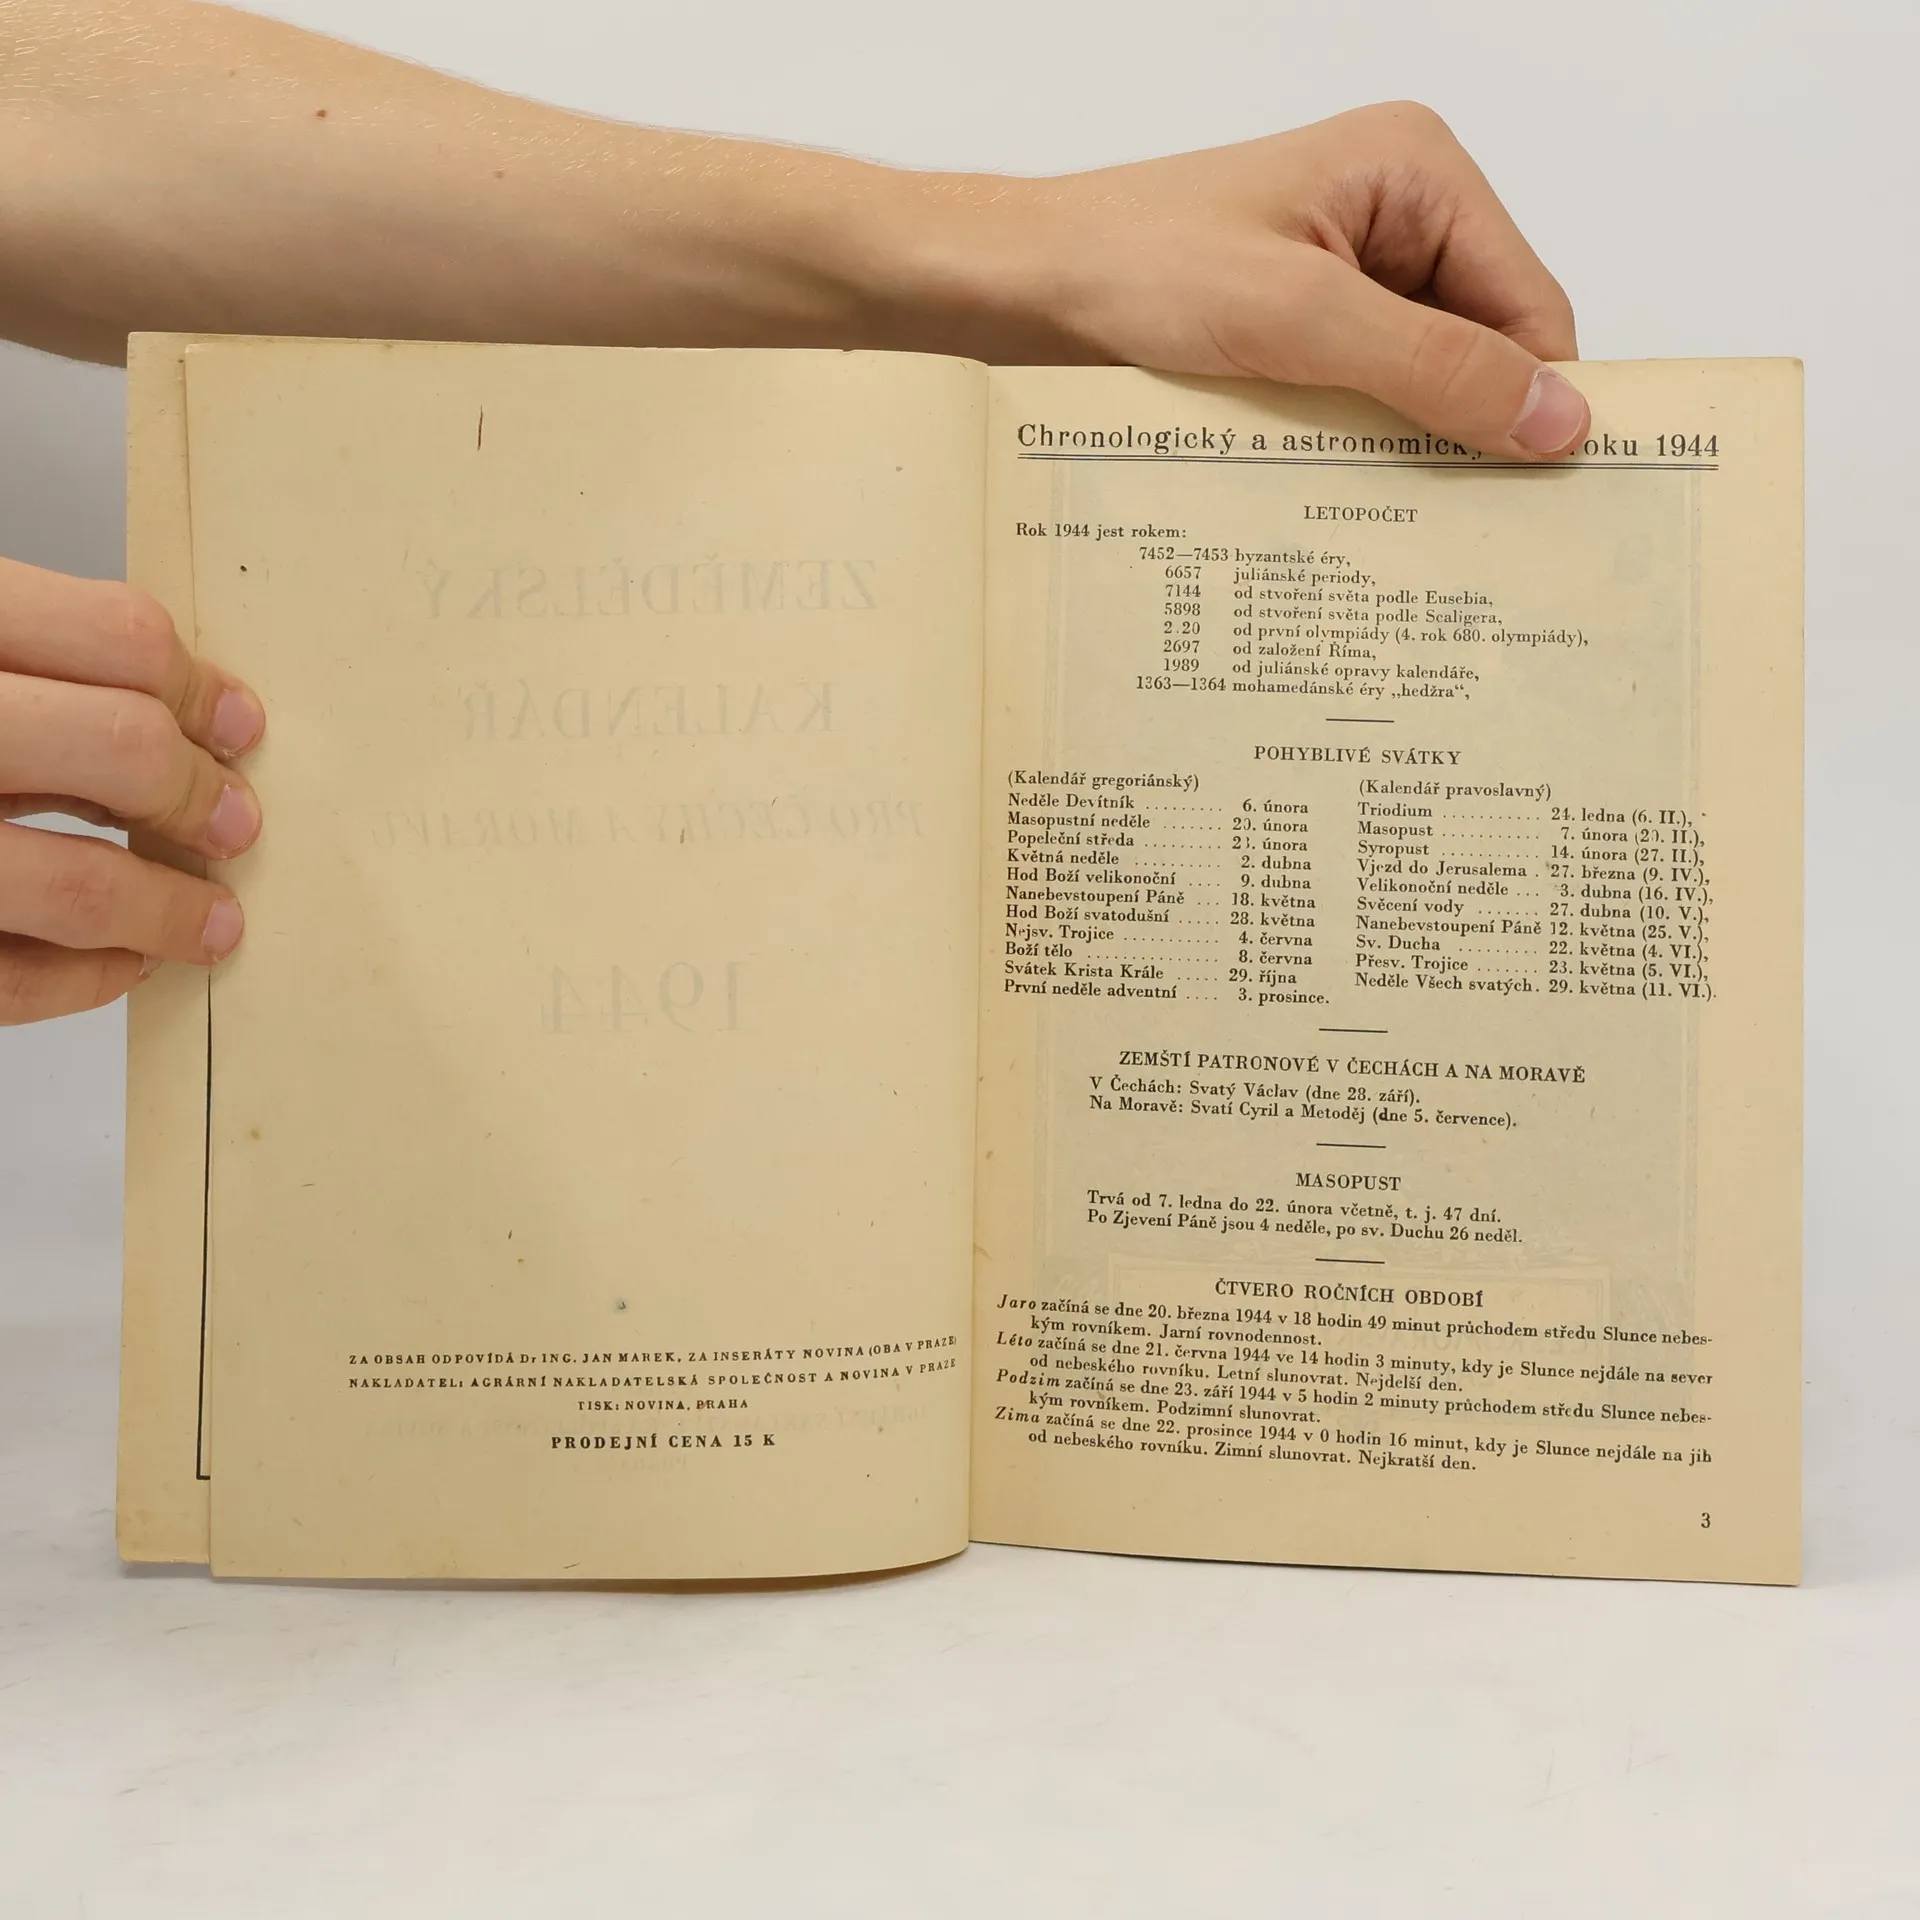 ZA OBSAH ODPOVÍDÁ Dr ING. JAN MAREK, ZA INSERÁTY NOVINA (OBA V PRAZE)
NAKLADATEL: AGRÁRNÍ NAKLADATELSKÁ SPOLEČNOST A NOVINA V PRAZE
TISK: NOVINA, PRAHA
PRODEJNÍ CENA 15 K
ZEMĚDĚLSKÝ
KALENDÁŘ
PRO ČECHY A MORAVU
1944
Chronologický a astronomick oku 1944
LETOPOČET
Rok 1944 jest rokem:
7452—7453 byzantské éry,
6657 juliánské periody,
7144 od stvoření světa podle Eusebia,
5898 od stvoření světa podle Scaligera,
2.20 od první olympiády (4. rok 680. olympiády),
2697 od založení Říma,
1989 od juliánské opravy kalendáře,
1363—1364 mohamedánské éry „hedžra“,
POHYBLIVÉ SVÁTKY
(Kalendář gregoriánský)
Neděle Devítník ......... 6. února
Masopustní neděle ....... 20. února
Popeleční středa ......... 23. února
Květná neděle .......... 2. dubna
Hod Boží velikonoční .... 9. dubna
Nanebevstoupení Páně ... 18. května
Hod Boží svatodušní ..... 28. května
Nejsv. Trojice ........... 4. června
Boží tělo ............... 8. června
Svátek Krista Krále ..... 29. října
První neděle adventní .... 3. prosince.
(Kalendář pravoslavný)
Triodium ........... 24. ledna (6. II.),
Masopust ........... 7. února (20. II.),
Syropust ........... 14. února (27. II.),
Vjezd do Jerusalema . 27. března (9. IV.),
Velikonoční neděle ... 3. dubna (16. IV.),
Svěcení vody ....... 27. dubna (10. V.),
Nanebevstoupení Páně 12. května (25. V.),
Sv. Ducha ......... 22. května (4. VI.),
Přesv. Trojice ....... 23. května (5. VI.),
Neděle Všech svatých. 29. května (11. VI.).
ZEMŠTÍ PATRONOVÉ V ČECHÁCH A NA MORAVĚ
V Čechách: Svatý Václav (dne 28. září).
Na Moravě: Svatí Cyril a Metoděj (dne 5. července).
MASOPUST
Trvá od 7. ledna do 22. února včetně, t. j. 47 dní.
Po Zjevení Páně jsou 4 neděle, po sv. Duchu 26 neděl.
ČTVERO ROČNÍCH OBDOBÍ
Jaro začíná se dne 20. března 1944 v 18 hodin 49 minut průchodem středu Slunce nebes-
kým rovníkem. Jarní rovnodennost.
Léto začíná se dne 21. června 1944 ve 14 hodin 3 minuty, kdy je Slunce nejdále na sever
od nebeského rovníku. Letní slunovrat. Nejdelší den.
Podzim začíná se dne 23. září 1944 v 5 hodin 2 minuty průchodem středu Slunce nebes-
kým rovníkem. Podzimní slunovrat.
Zima začíná se dne 22. prosince 1944 v 0 hodin 16 minut, kdy je Slunce nejdále na jih
od nebeského rovníku. Zimní slunovrat. Nejkratší den.
3